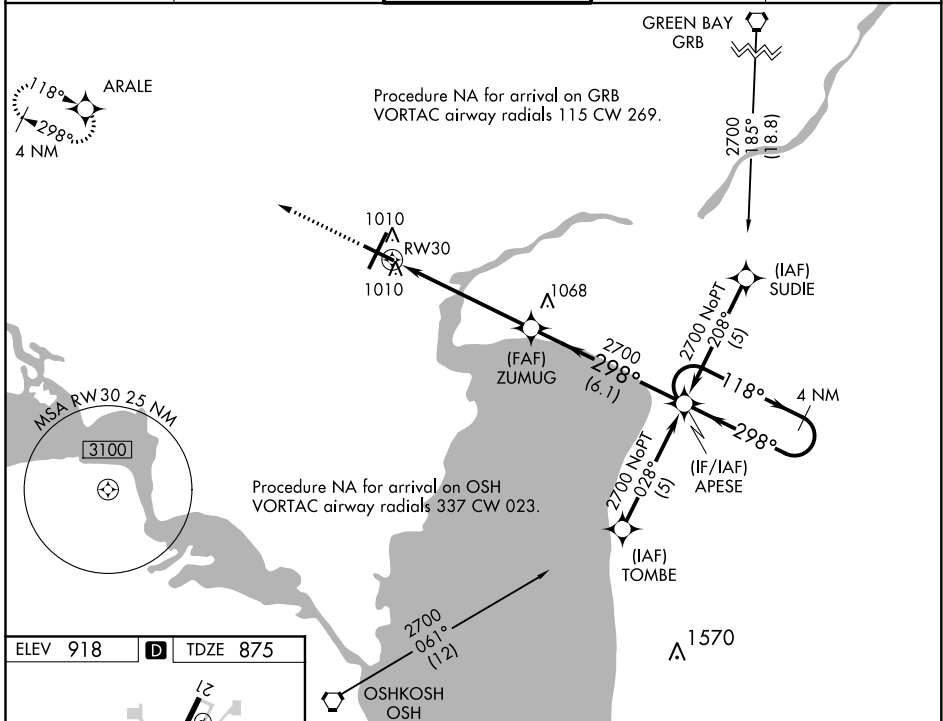 GREEN BAY
GRB
118°
ARALE
298°
4 NM
Procedure NA for arrival on GRB
VORTAC airway radials 115 CW 269.
2700
185°
(18.8)
1010
RW30
1010
1068
(IAF)
SUDIE
2700 NoPT
208°
(5)
(FAF)
ZUMUG
2700
298°
(6.1)
118°
4 NM
298°
(IF/IAF)
APESE
MSA RW30 25 NM
3100
Procedure NA for arrival on OSH
VORTAC airway radials 337 CW 023.
2700 NoPT
028°
(5)
(IAF)
TOMBE
2700
061°
(12)
1570
ELEV 918
D
TDZE 875
21
OSHKOSH
OSH